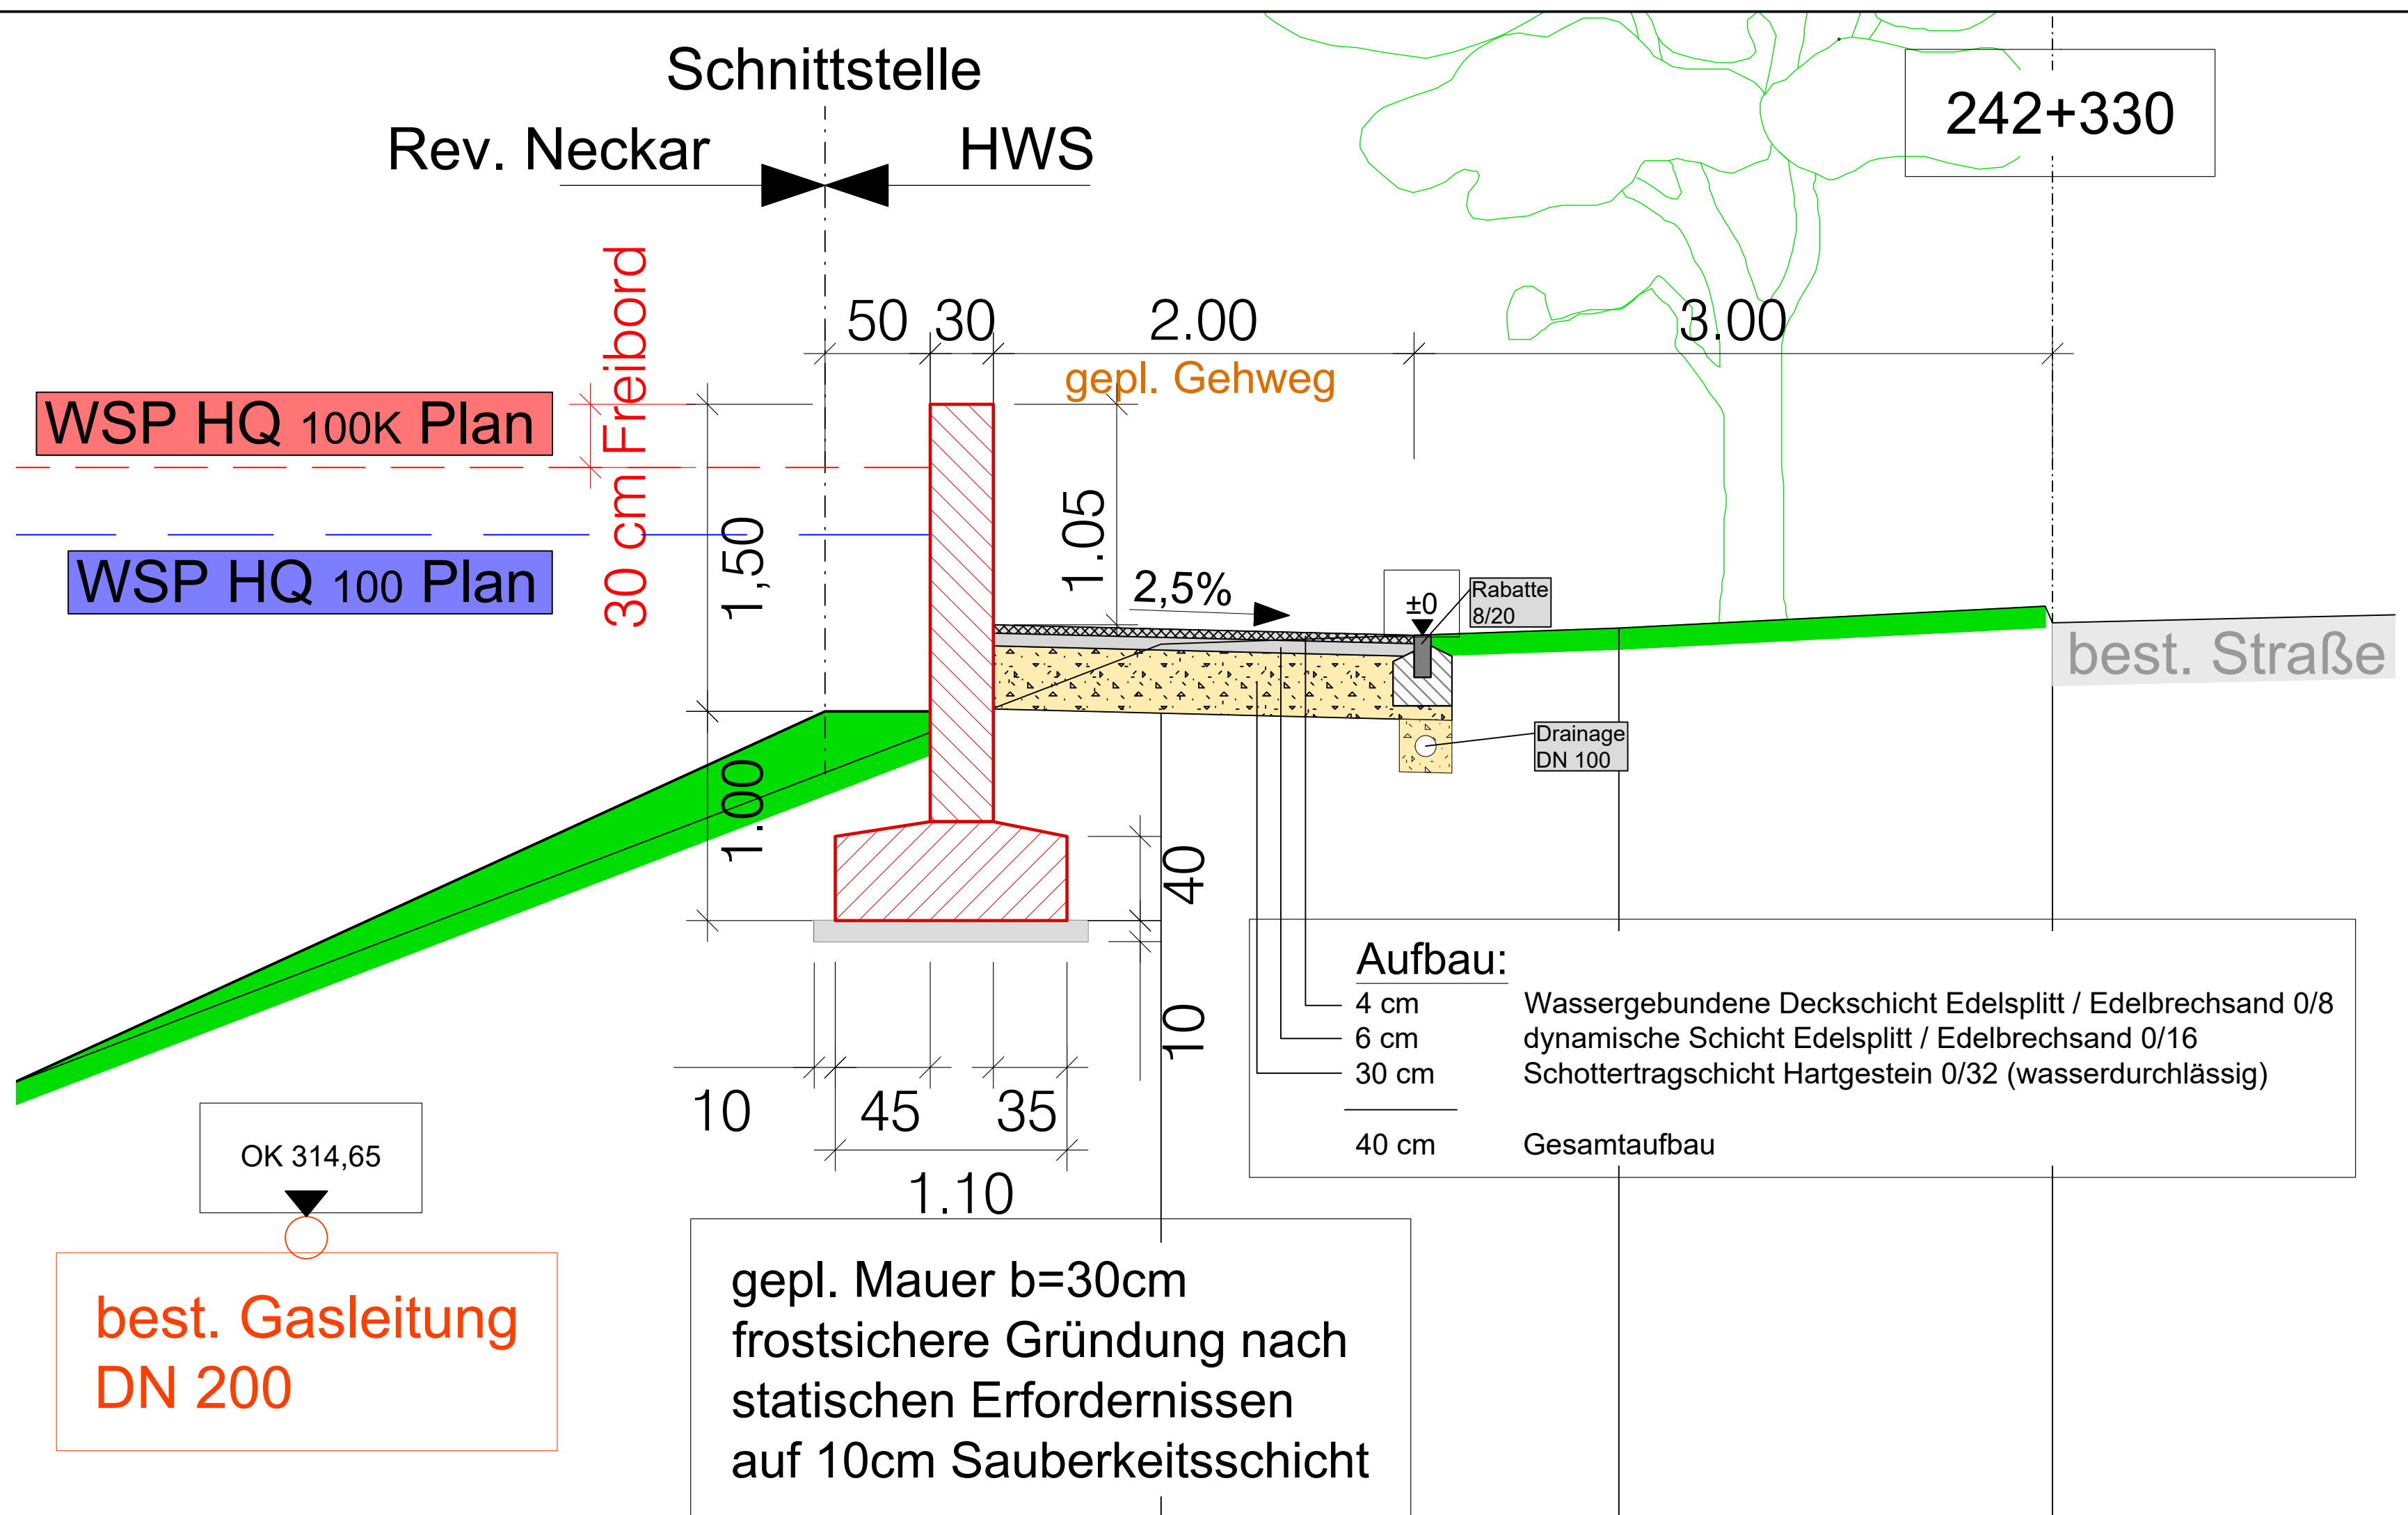 Schnittstelle
Rev. Neckar
HWS
242+330
30 cm Freibord
50
30
2.00
3.00
gepl. Gehweg
WSP HQ 100K Plan
WSP HQ 100 Plan
1,50
1.05
2,5%
±0
Rabatte
8/20
best. Straße
Drainage
DN 100
1.00
40
10
10
45
35
1.10
Aufbau:
4 cm Wassergebundene Deckschicht Edelsplitt / Edelbrechsand 0/8
6 cm dynamische Schicht Edelsplitt / Edelbrechsand 0/16
30 cm Schottertragschicht Hartgestein 0/32 (wasserdurchlässig)
40 cm Gesamtaufbau
OK 314,65
best. Gasleitung
DN 200
gepl. Mauer b=30cm
frostsichere Gründung nach
statischen Erfordernissen
auf 10cm Sauberkeitsschicht